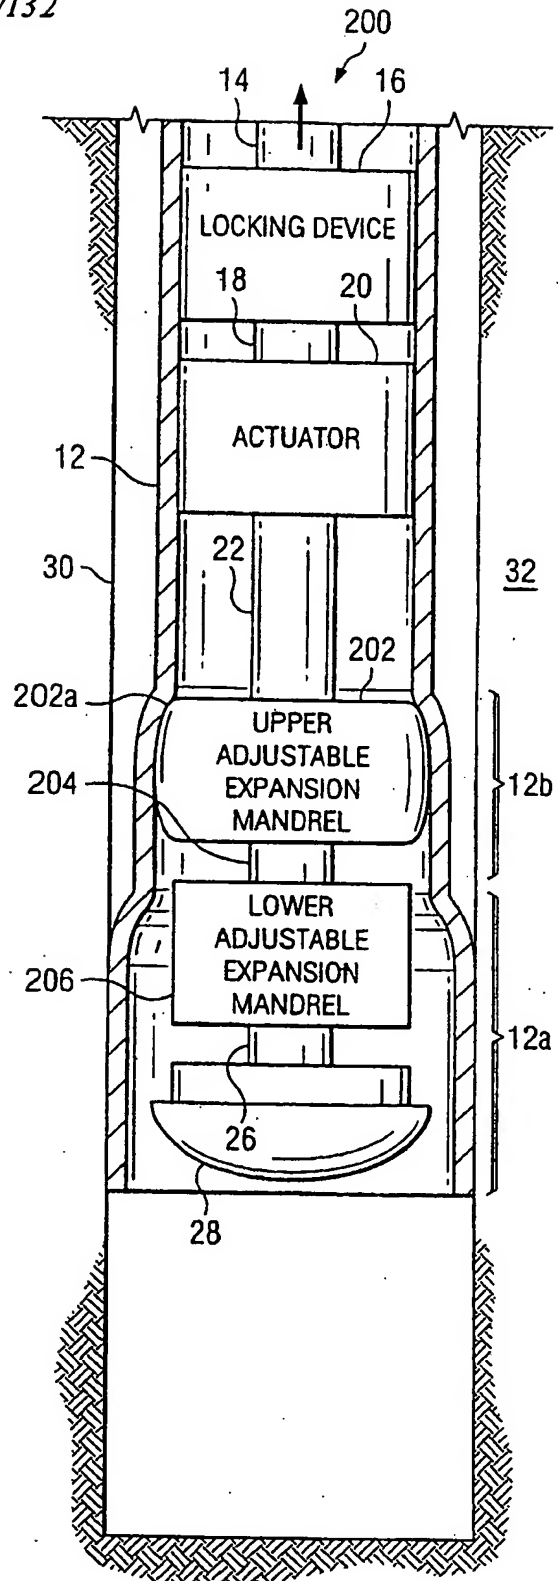 200
14
16
LOCKING DEVICE
18
20
ACTUATOR
12
30
22
32
202
202a
UPPER
ADJUSTABLE
EXPANSION
MANDREL
12b
204
LOWER
ADJUSTABLE
EXPANSION
MANDREL
206
12a
26
28